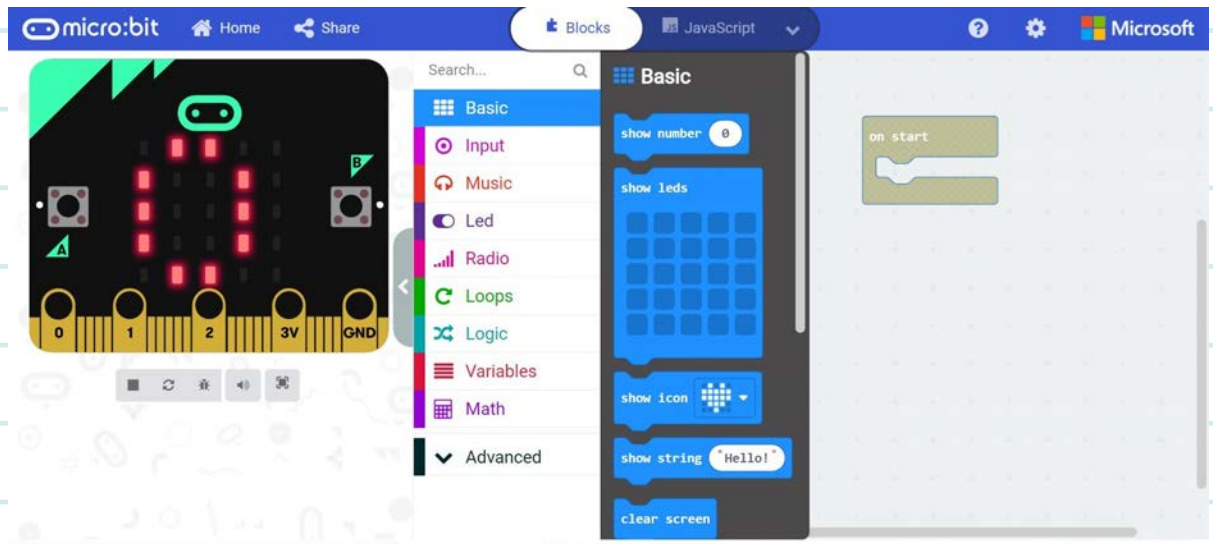 micro:bit Home Share Blocks JavaScript ? Microsoft
B
A
0 1 2 3V GND
Search...
Basic
Input
Music
Led
Radio
Loops
Logic
Variables
Math
Advanced
Basic
show number 0
show leds
show icon
show string "Hello!"
clear screen
on start